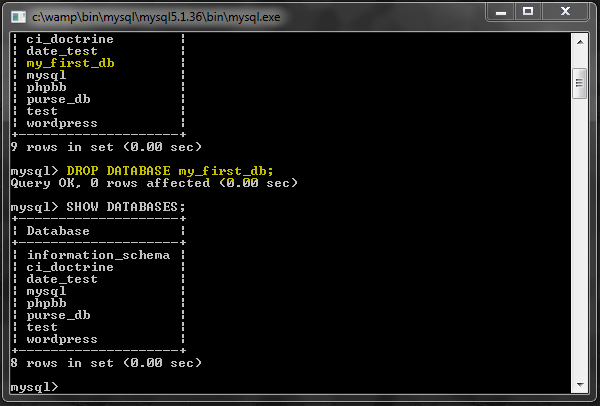 c:\wamp\bin\mysql\mysql5.1.36\bin\mysql.exe
| ci_doctrine |
| date_test |
| my_first_db |
| mysql |
| phpbb |
| purse_db |
| test |
| wordpress |
+--------------------+
9 rows in set (0.00 sec)
mysql> DROP DATABASE my_first_db;
Query OK, 0 rows affected (0.00 sec)
mysql> SHOW DATABASES;
+--------------------+
| Database |
+--------------------+
| information_schema |
| ci_doctrine |
| date_test |
| mysql |
| phpbb |
| purse_db |
| test |
| wordpress |
+--------------------+
8 rows in set (0.00 sec)
mysql>